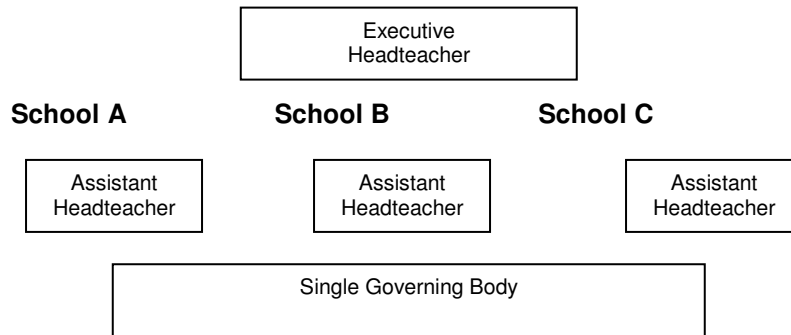 Executive
Headteacher
School A School B School C
Assistant
Headteacher
Assistant
Headteacher
Assistant
Headteacher
Single Governing Body